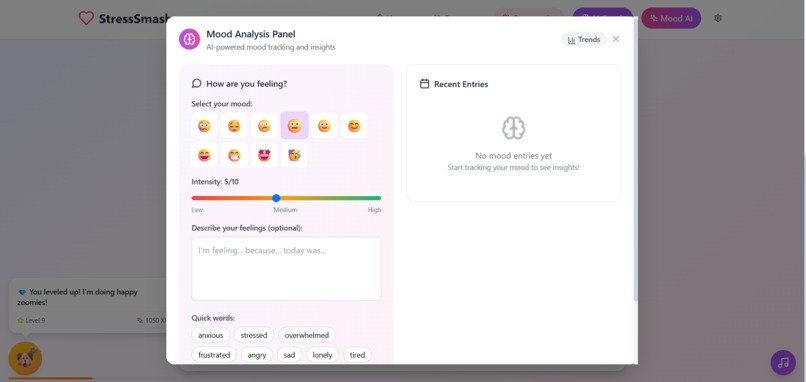 StressSmash
Mood AI
Mood Analysis Panel
AI-powered mood tracking and insights
Trends
How are you feeling?
Select your mood:
Intensity: 5/10
Low
Medium
High
Describe your feelings (optional):
I'm feeling... because... today was...
Quick words:
anxious
stressed
overwhelmed
frustrated
angry
sad
lonely
tired
Recent Entries
No mood entries yet
Start tracking your mood to see insights!
You leveled up! I'm doing happy
zoomies!
Level 9
1050